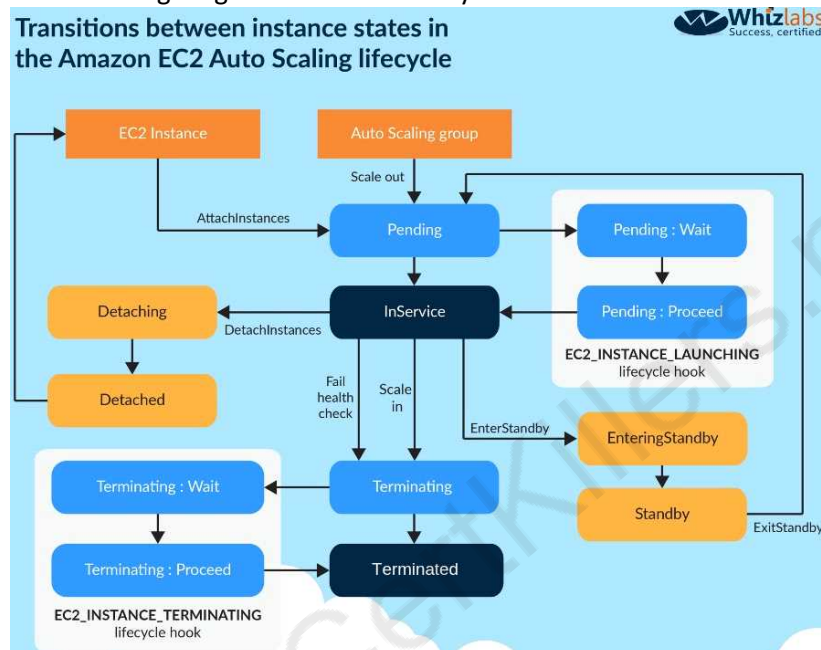 Transitions between instance states in
the Amazon EC2 Auto Scaling lifecycle
Whizlabs
Success, certified
EC2 Instance
Auto Scaling group
Scale out
AttachInstances
Pending
Pending : Wait
Detaching
DetachInstances
InService
Pending : Proceed
EC2_INSTANCE_LAUNCHING
lifecycle hook
Detached
Fail
health
check
Scale
in
EnterStandby
EnteringStandby
Terminating : Wait
Terminating
Standby
ExitStandby
Terminating : Proceed
Terminated
EC2_INSTANCE_TERMINATING
lifecycle hook